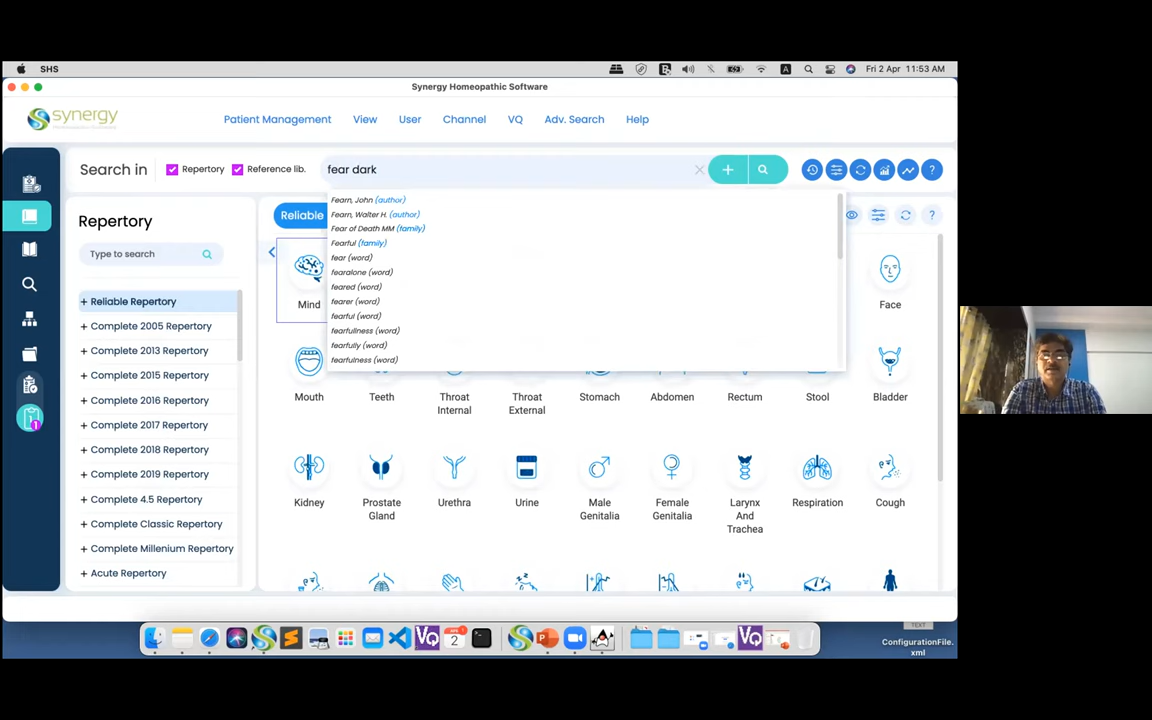 SHS
A
Fri 2 Apr 11:53 AM
Synergy Homeopathic Software
synergy
Patient Management View User Channel VQ Adv. Search Help
Search in Repertory Reference lib. fear dark × + ?
Repertory
Type to search
Reliable
Fearn, John (author)
Fearn, Walter H. (author)
Fear of Death MM (family)
Fearful (family)
fear (word)
fearalone (word)
feared (word)
fearer (word)
fearful (word)
fearfullness (word)
fearfully (word)
fearfulness (word)
?
+ Reliable Repertory
+ Complete 2005 Repertory
+ Complete 2013 Repertory
+ Complete 2015 Repertory
+ Complete 2016 Repertory
+ Complete 2017 Repertory
+ Complete 2018 Repertory
+ Complete 2019 Repertory
+ Complete 4.5 Repertory
+ Complete Classic Repertory
+ Complete Millenium Repertory
+ Acute Repertory
1
Mind
Face
Mouth
Teeth
Throat
Internal
Throat
External
Stomach
Abdomen
Rectum
Stool
Bladder
Kidney
Prostate
Gland
Urethra
Urine
Male
Genitalia
Female
Genitalia
Larynx
And
Trachea
Respiration
Cough
VQ
APR
2
VQ
TEXT
ConfigurationFile.
xml